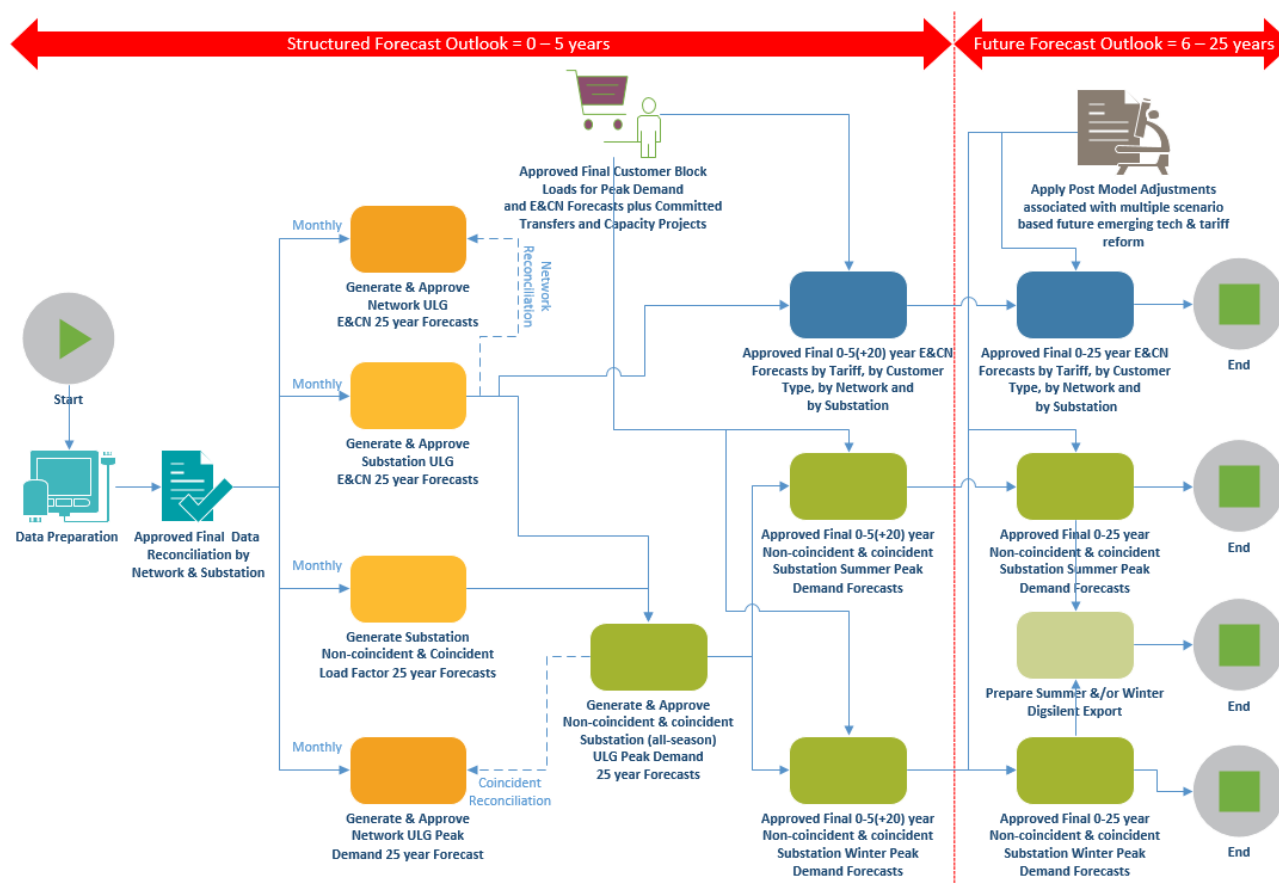 Structured Forecast Outlook = 0 – 5 years
Future Forecast Outlook = 6 – 25 years
Approved Final Customer Block
Loads for Peak Demand
and E&CN Forecasts plus Committed
Transfers and Capacity Projects
Apply Post Model Adjustments
associated with multiple scenario
based future emerging tech & tariff
reform
Monthly
Generate & Approve
Network ULG
E&CN 25 year Forecasts
Network
Reconciliation
Start
Monthly
Generate & Approve
Substation ULG
E&CN 25 year Forecasts
Approved Final 0-5(+20) year E&CN
Forecasts by Tariff, by Customer
Type, by Network and
by Substation
Approved Final 0-25 year E&CN
Forecasts by Tariff, by Customer
Type, by Network and
by Substation
End
Data Preparation
Approved Final Data
Reconciliation by
Network & Substation
Monthly
Generate Substation
Non-coincident & Coincident
Load Factor 25 year Forecasts
Approved Final 0-5(+20) year
Non-coincident & coincident
Substation Summer Peak
Demand Forecasts
Approved Final 0-25 year
Non-coincident & coincident
Substation Summer Peak
Demand Forecasts
End
Generate & Approve
Non-coincident & coincident
Substation (all-season)
ULG Peak Demand
25 year Forecasts
Prepare Summer &/or Winter
Digsilent Export
End
Monthly
Coincident
Reconciliation
Generate & Approve
Network ULG Peak
Demand 25 year Forecast
Approved Final 0-5(+20) year
Non-coincident & coincident
Substation Winter Peak
Demand Forecasts
Approved Final 0-25 year
Non-coincident & coincident
Substation Winter Peak
Demand Forecasts
End